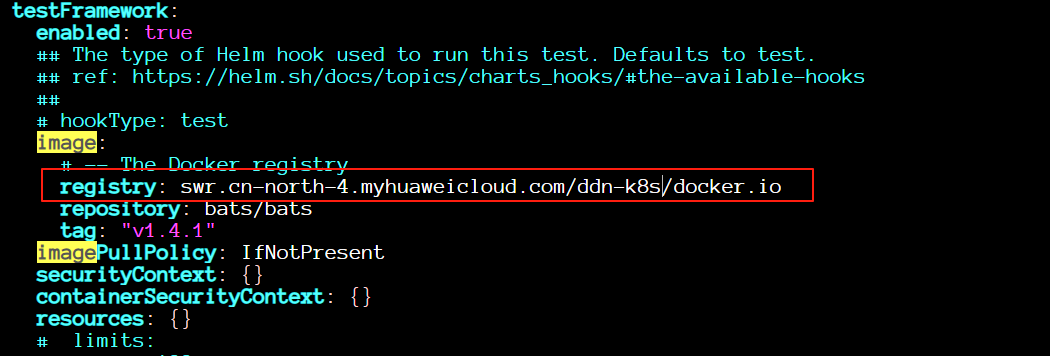 testFramework:
  enabled: true
  ## The type of Helm hook used to run this test. Defaults to test.
  ## ref: https://helm.sh/docs/topics/charts_hooks/#the-available-hooks
  ##
  # hookType: test
  image:
    # -- The Docker registry
    registry: swr.cn-north-4.myhuaweicloud.com/ddn-k8s/docker.io
    repository: bats/bats
    tag: "v1.4.1"
  imagePullPolicy: IfNotPresent
  securityContext: {}
  containerSecurityContext: {}
  resources: {}
  #  limits: